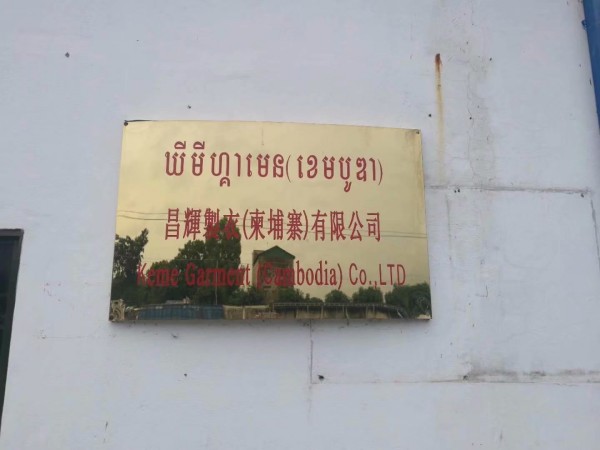 ឃីមីហ្គាមេន(ខេមបូឌា)
昌輝製衣(柬埔寨)有限公司
Keme Garment (Cambodia) Co.,LTD